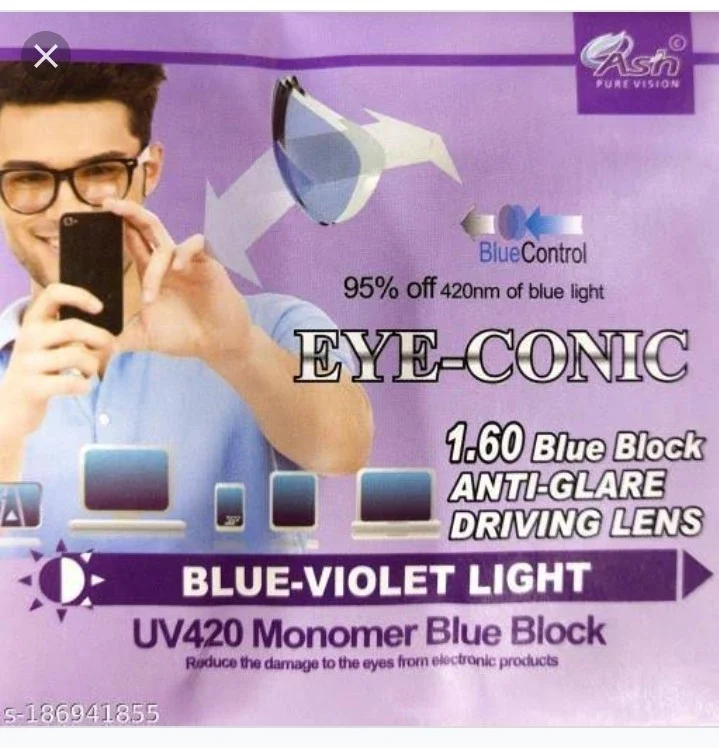 Ash ©
PURE VISION
BlueControl
95% off 420nm of blue light
EYE-CONIC
1.60 Blue Block
ANTI-GLARE
DRIVING LENS
BLUE-VIOLET LIGHT
UV420 Monomer Blue Block
Reduce the damage to the eyes from electronic products
s-186941855